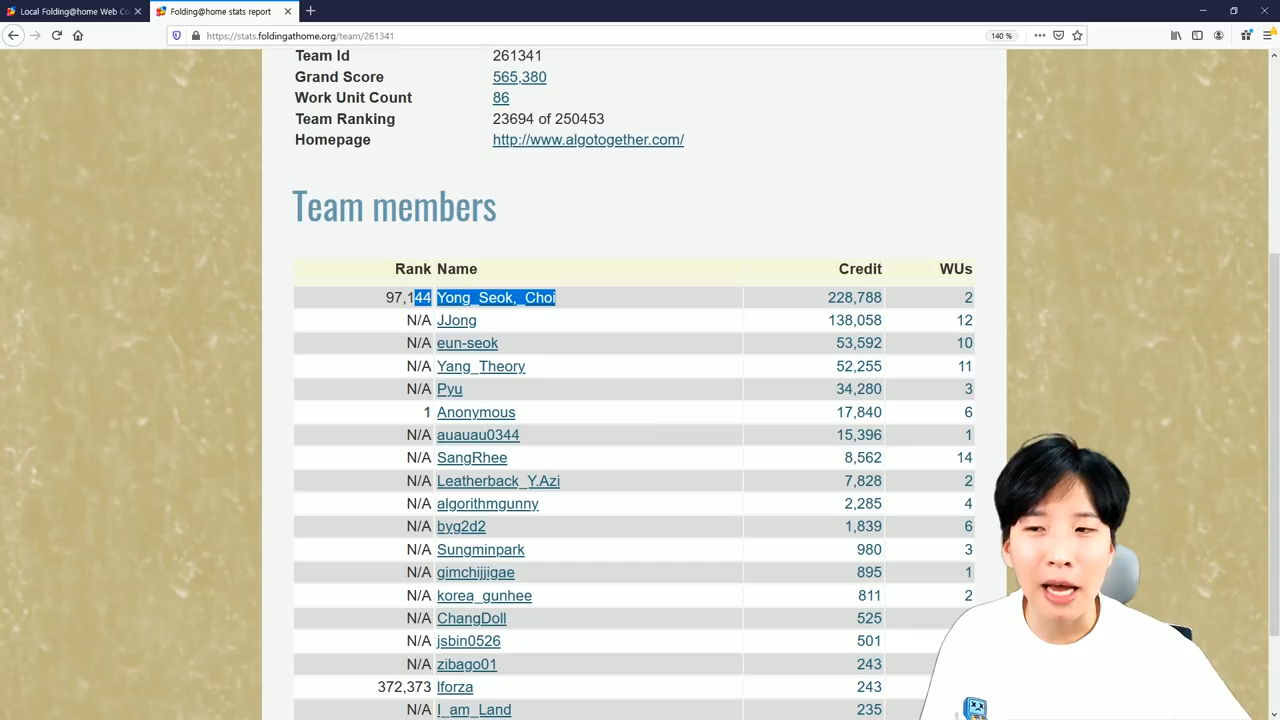 Local Folding@home Web Co
Folding@home stats report
https://stats.foldingathome.org/team/261341
140 %
Team Id 261341
Grand Score 565,380
Work Unit Count 86
Team Ranking 23694 of 250453
Homepage http://www.algotogether.com/
Team members
Rank Name Credit WUs
97,144 Yong_Seok,_Choi 228,788 2
N/A JJong 138,058 12
N/A eun-seok 53,592 10
N/A Yang_Theory 52,255 11
N/A Pyu 34,280 3
1 Anonymous 17,840 6
N/A auauau0344 15,396 1
N/A SangRhee 8,562 14
N/A Leatherback_Y.Azi 7,828 2
N/A algorithmgunny 2,285 4
N/A byg2d2 1,839 6
N/A Sungminpark 980 3
N/A gimchijjigae 895 1
N/A korea_gunhee 811 2
N/A ChangDoll 525
N/A jsbin0526 501
N/A zibago01 243
372,373 lforza 243
N/A I_am_Land 235